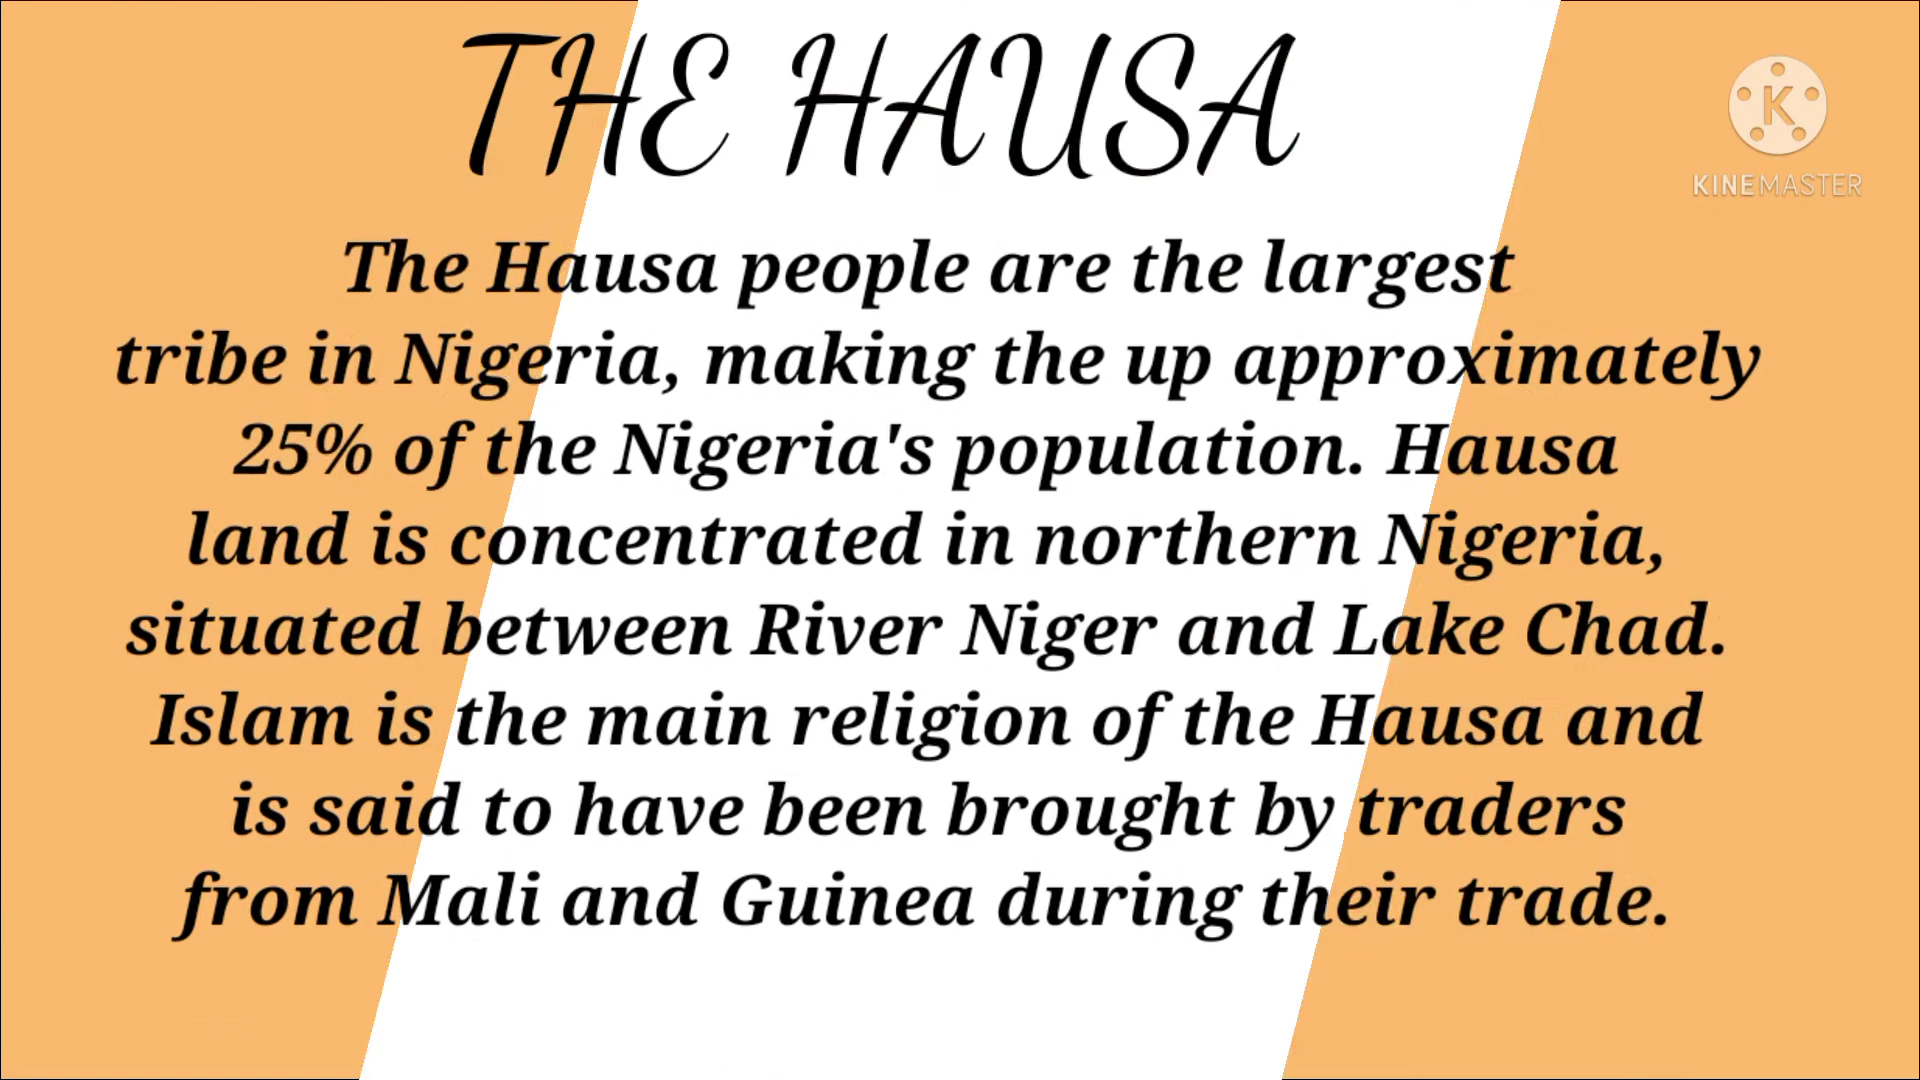 THE HAUSA
KINEMASTER
The Hausa people are the largest
tribe in Nigeria, making the up approximately
25% of the Nigeria's population. Hausa
land is concentrated in northern Nigeria,
situated between River Niger and Lake Chad.
Islam is the main religion of the Hausa and
is said to have been brought by traders
from Mali and Guinea during their trade.